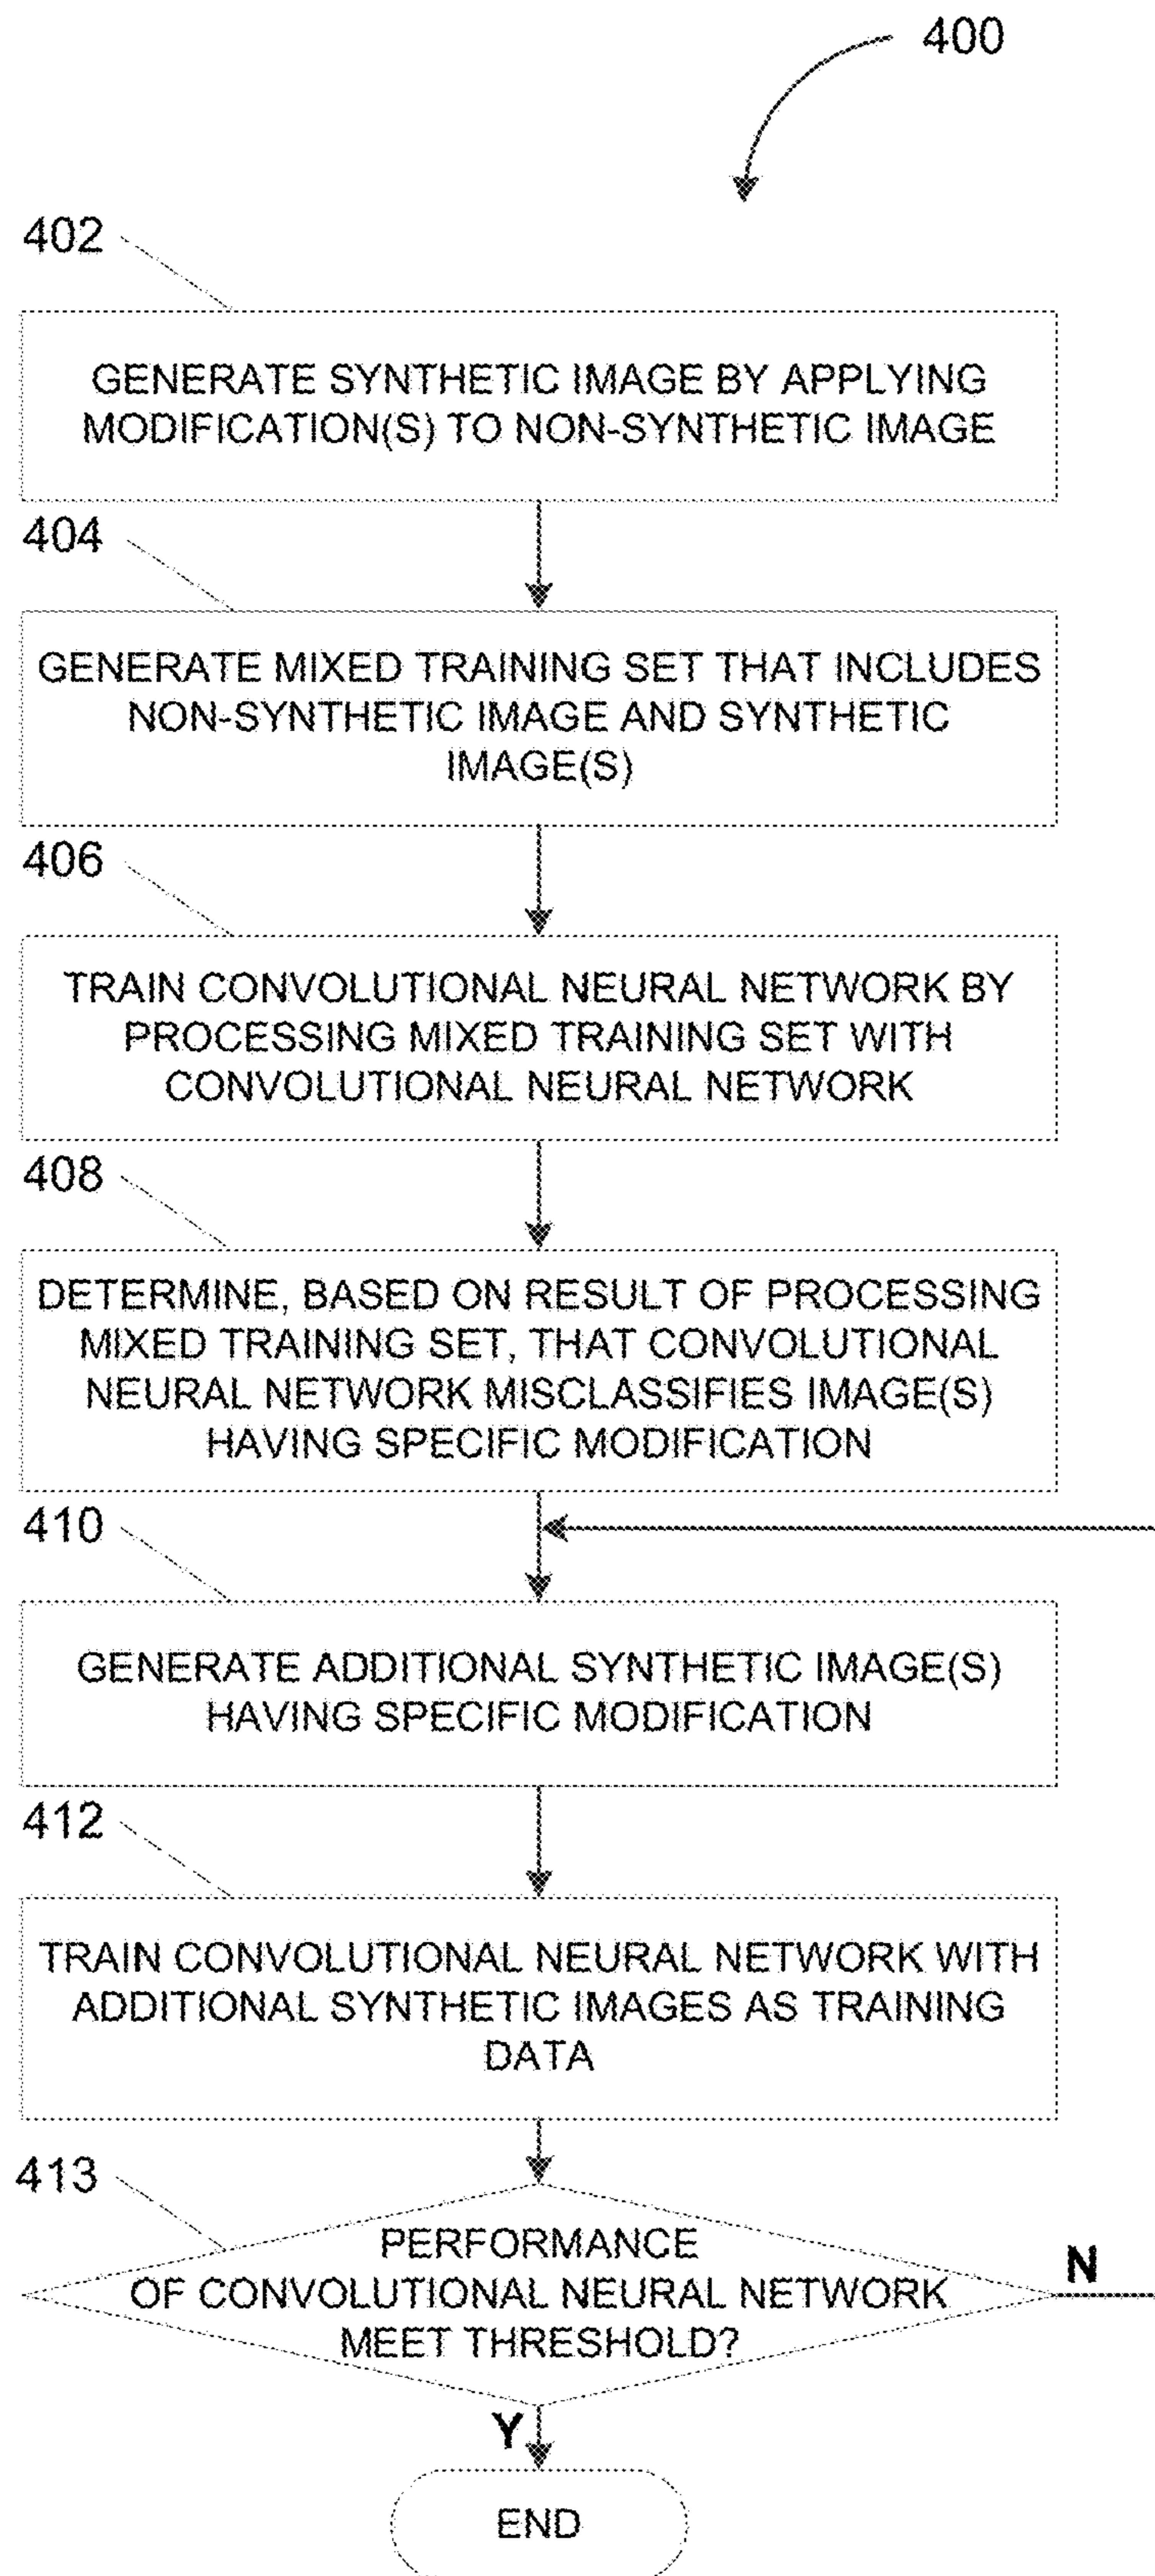 400
402
GENERATE SYNTHETIC IMAGE BY APPLYING
MODIFICATION(S) TO NON-SYNTHETIC IMAGE
404
GENERATE MIXED TRAINING SET THAT INCLUDES
NON-SYNTHETIC IMAGE AND SYNTHETIC
IMAGE(S)
406
TRAIN CONVOLUTIONAL NEURAL NETWORK BY
PROCESSING MIXED TRAINING SET WITH
CONVOLUTIONAL NEURAL NETWORK
408
DETERMINE, BASED ON RESULT OF PROCESSING
MIXED TRAINING SET, THAT CONVOLUTIONAL
NEURAL NETWORK MISCLASSIFIES IMAGE(S)
HAVING SPECIFIC MODIFICATION
410
GENERATE ADDITIONAL SYNTHETIC IMAGE(S)
HAVING SPECIFIC MODIFICATION
412
TRAIN CONVOLUTIONAL NEURAL NETWORK WITH
ADDITIONAL SYNTHETIC IMAGES AS TRAINING
DATA
413
PERFORMANCE
OF CONVOLUTIONAL NEURAL NETWORK
MEET THRESHOLD?
N
Y
END